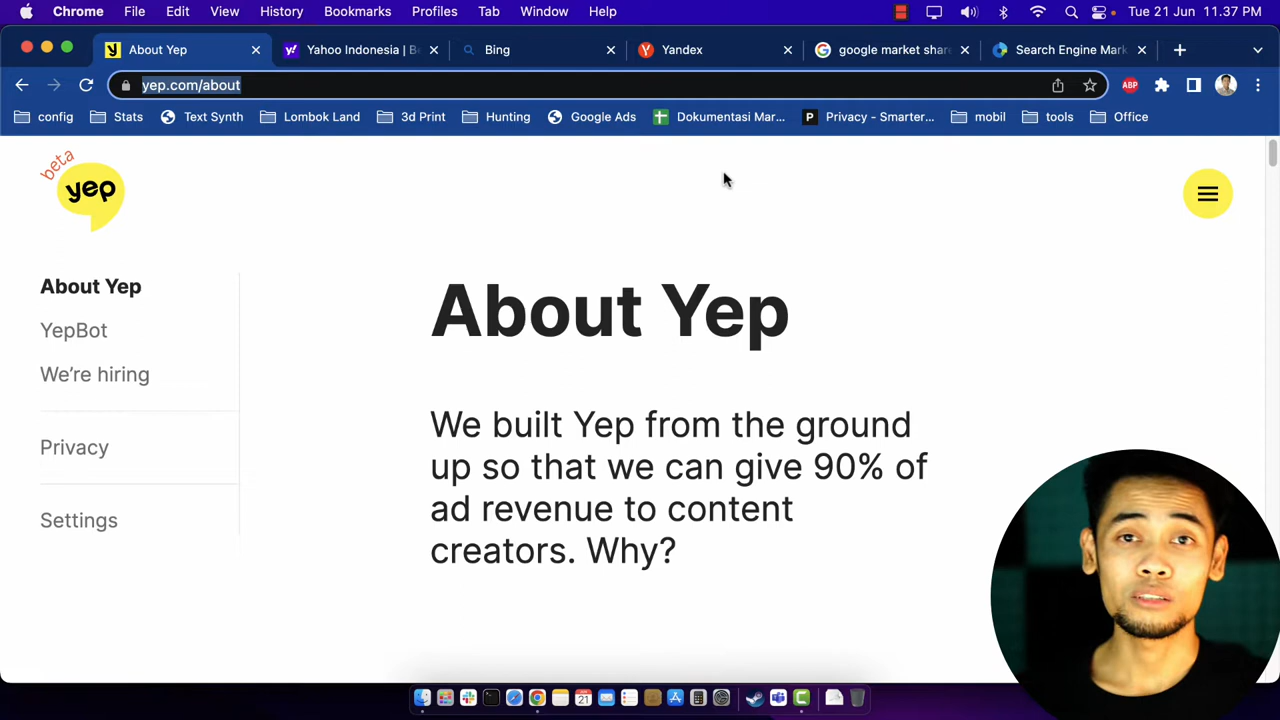 Chrome File Edit View History Bookmarks Profiles Tab Window Help Tue 21 Jun 11.37 PM
About Yep Yahoo Indonesia | Be Bing Yandex google market shar Search Engine Mark
yep.com/about ABP
config Stats Text Synth Lombok Land 3d Print Hunting Google Ads Dokumentasi Mar... Privacy - Smarter... mobil tools Office
beta
yep
About Yep
YepBot
We're hiring
Privacy
Settings
About Yep
We built Yep from the ground
up so that we can give 90% of
ad revenue to content
creators. Why?